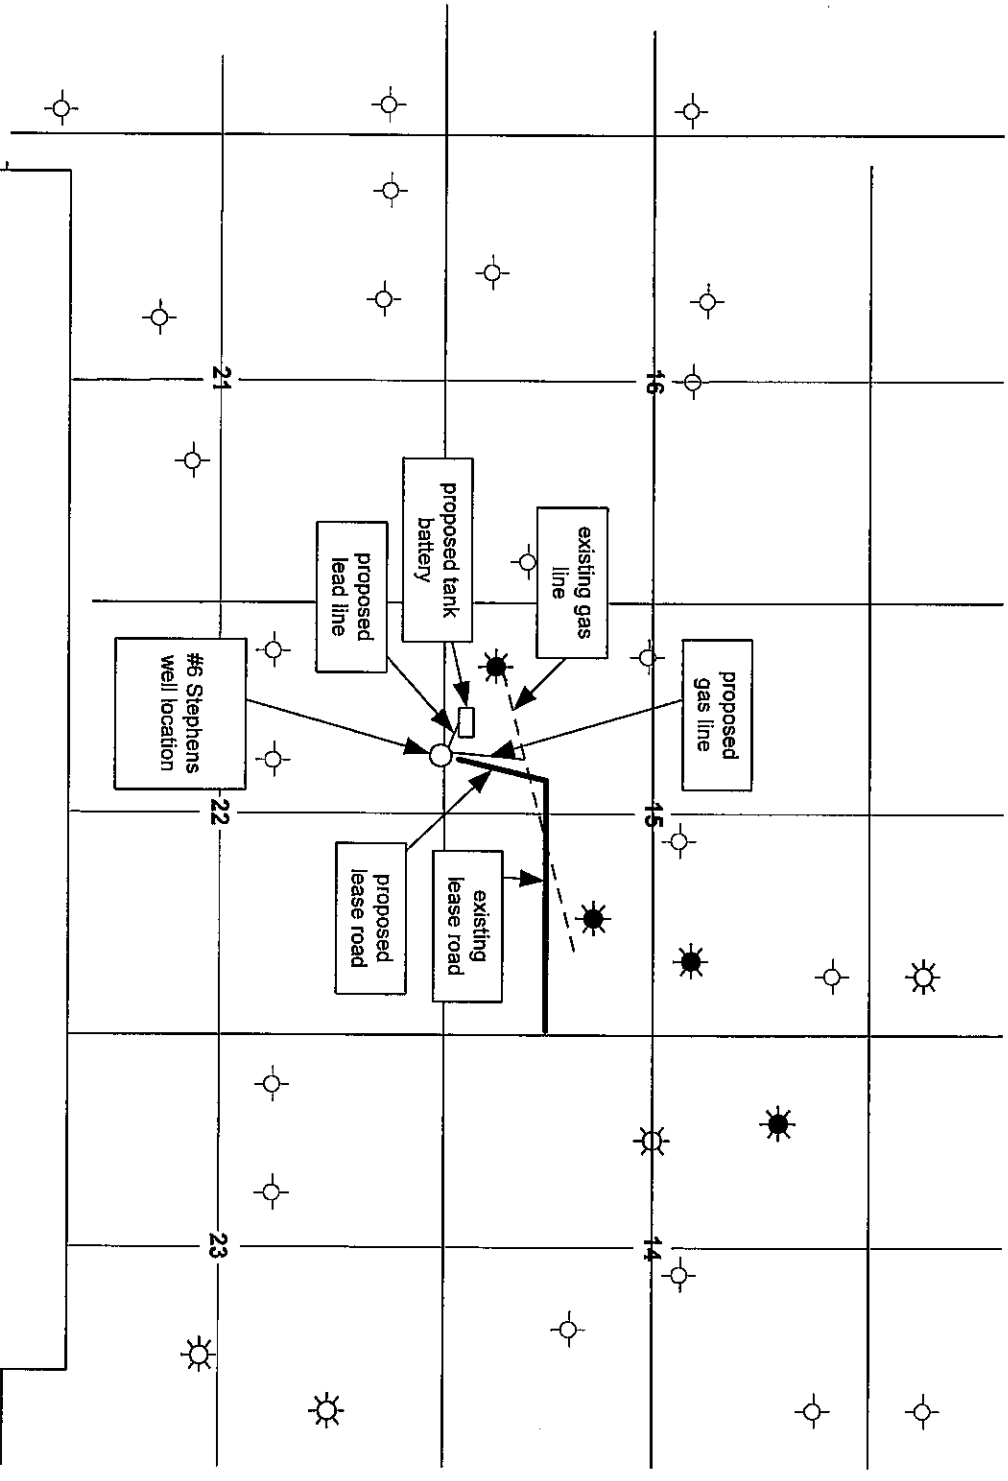 proposed
gas line
16
15
14
existing gas
line
existing
lease road
proposed tank
battery
proposed
lease road
proposed
lead line
21
22
23
#6 Stephens
well location